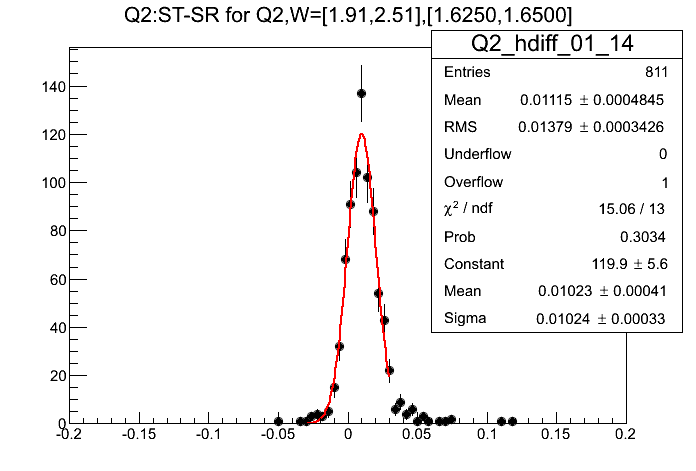 Q2:ST-SR for Q2,W=[1.91,2.51],[1.6250,1.6500]
Q2_hdiff_01_14
Entries 811
Mean 0.01115 ± 0.0004845
RMS 0.01379 ± 0.0003426
Underflow 0
Overflow 1
χ² / ndf 15.06 / 13
Prob 0.3034
Constant 119.9 ± 5.6
Mean 0.01023 ± 0.00041
Sigma 0.01024 ± 0.00033
140
120
100
80
60
40
20
0
-0.2 -0.15 -0.1 -0.05 0 0.05 0.1 0.15 0.2